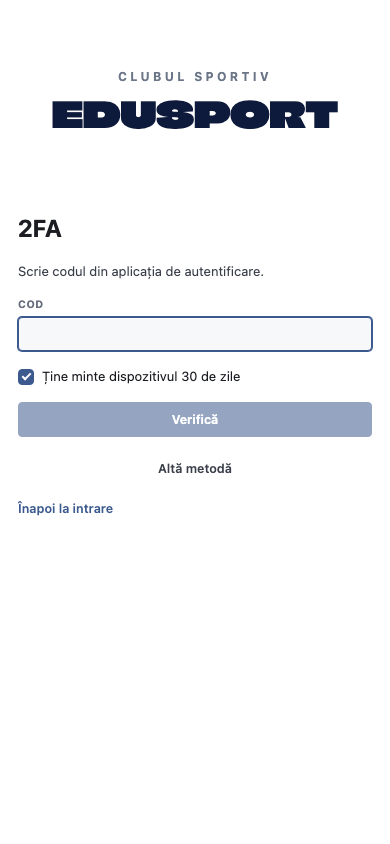 CLUBUL SPORTIV
EDUSPORT
2FA
Scrie codul din aplicația de autentificare.
COD
Ține minte dispozitivul 30 de zile
Verifică
Altă metodă
Înapoi la intrare